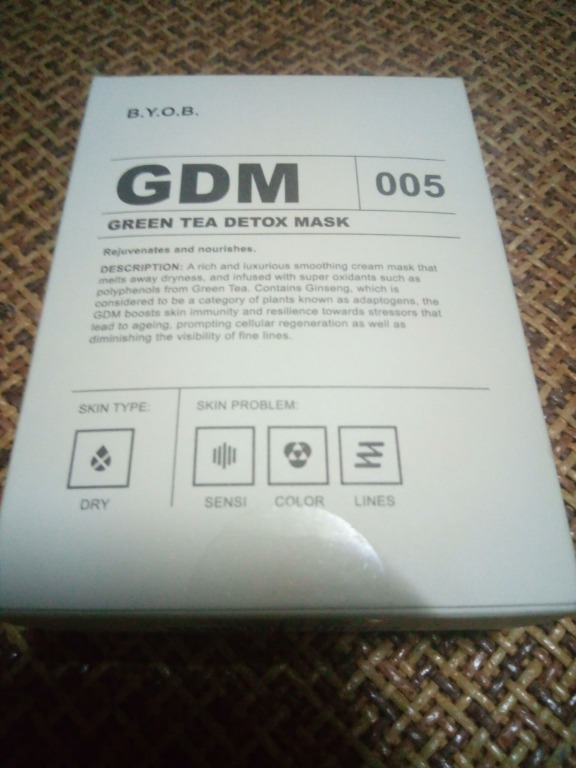 B.Y.O.B.
GDM
005
GREEN TEA DETOX MASK
Rejuvenates and nourishes.
DESCRIPTION: A rich and luxurious smoothing cream mask that
melts away dryness, and infused with super oxidants such as
polyphenols from Green Tea. Contains Ginseng, which is
considered to be a category of plants known as adaptogens, the
GDM boosts skin immunity and resilience towards stressors that
lead to ageing, prompting cellular regeneration as well as
diminishing the visibility of fine lines.
SKIN TYPE:
DRY
SKIN PROBLEM:
SENSI
COLOR
LINES